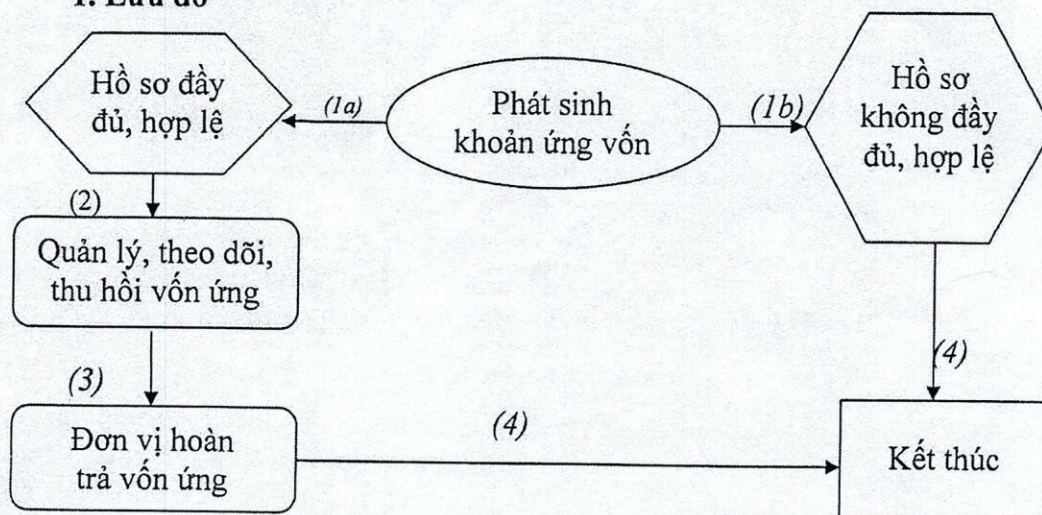 1. Lưu đồ
Hồ sơ đầy
đủ, hợp lệ
(1a)
Phát sinh
khoản ứng vốn
(1b)
Hồ sơ
không đầy
đủ, hợp lệ
(2)
Quản lý, theo dõi,
thu hồi vốn ứng
(3)
Đơn vị hoàn
trả vốn ứng
(4)
(4)
Kết thúc